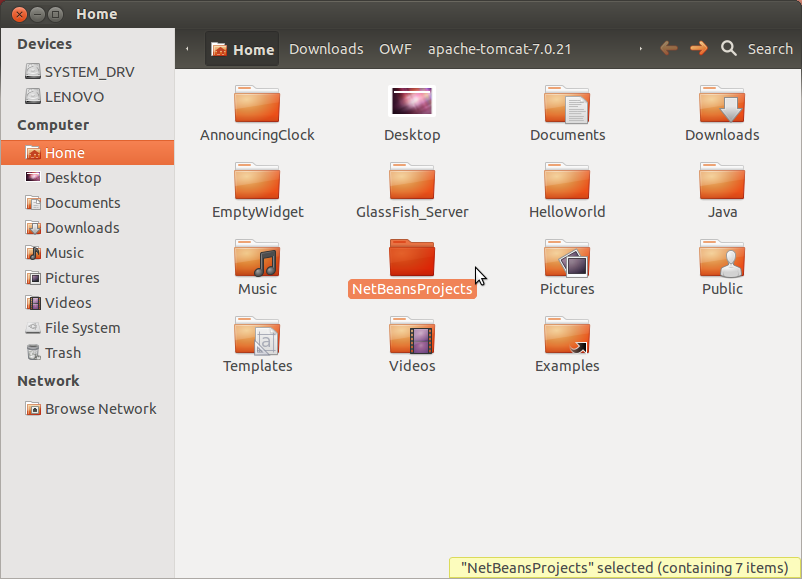 Home
Devices
SYSTEM_DRV
LENOVO
Computer
Home
Desktop
Documents
Downloads
Music
Pictures
Videos
File System
Trash
Network
Browse Network
Home Downloads OWF apache-tomcat-7.0.21 Search
AnnouncingClock Desktop Documents Downloads
EmptyWidget GlassFish_Server HelloWorld Java
Music NetBeansProjects Pictures Public
Templates Videos Examples
"NetBeansProjects" selected (containing 7 items)